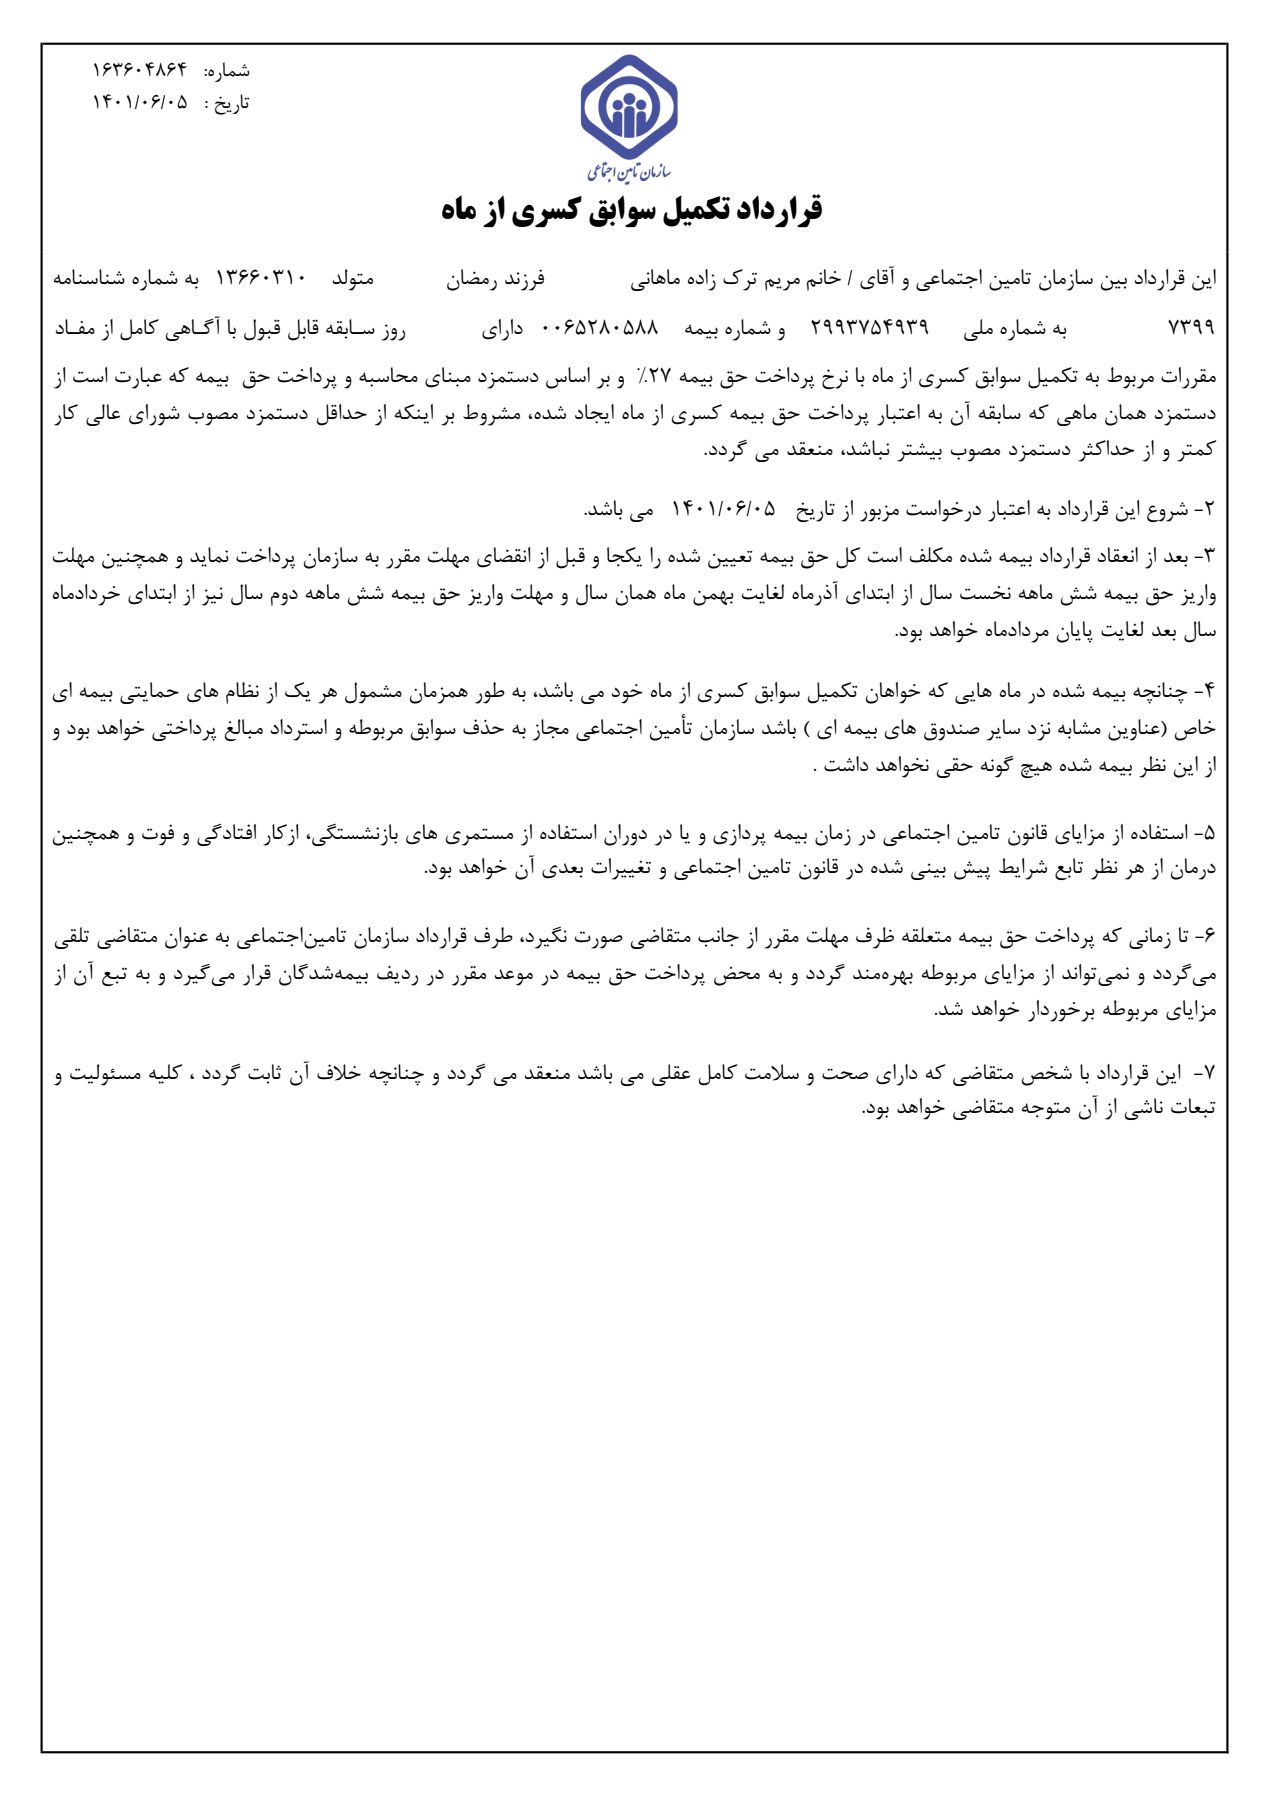 شماره: ۱۶۳۶۰۴۸۶۴
تاریخ : ۱۴۰۱/۰۶/۰۵
سازمان تامین اجتماعی
قرارداد تکمیل سوابق کسری از ماه
این قرارداد بین سازمان تامین اجتماعی و آقای / خانم مریم ترک زاده ماهانی فرزند رمضان متولد ۱۳۶۶۰۳۱۰ به شماره شناسنامه
۷۳۹۹ به شماره ملی ۲۹۹۳۷۵۴۹۳۹ و شماره بیمه ۰۰۶۵۲۸۰۵۸۸ دارای روز ســابقه قابل قبول با آگــاهی کامل از مفــاد
مقررات مربوط به تکمیل سوابق کسری از ماه با نرخ پرداخت حق بیمه ۲۷٪ و بر اساس دستمزد مبنای محاسبه و پرداخت حق بیمه که عبارت است از
دستمزد همان ماهی که سابقه آن به اعتبار پرداخت حق بیمه کسری از ماه ایجاد شده، مشروط بر اینکه از حداقل دستمزد مصوب شورای عالی کار
کمتر و از حداکثر دستمزد مصوب بیشتر نباشد، منعقد می گردد.
۲- شروع این قرارداد به اعتبار درخواست مزبور از تاریخ ۱۴۰۱/۰۶/۰۵ می باشد.
۳- بعد از انعقاد قرارداد بیمه شده مکلف است کل حق بیمه تعیین شده را یکجا و قبل از انقضای مهلت مقرر به سازمان پرداخت نماید و همچنین مهلت
واریز حق بیمه شش ماهه نخست سال از ابتدای آذرماه لغایت بهمن ماه همان سال و مهلت واریز حق بیمه شش ماهه دوم سال نیز از ابتدای خردادماه
سال بعد لغایت پایان مردادماه خواهد بود.
۴- چنانچه بیمه شده در ماه هایی که خواهان تکمیل سوابق کسری از ماه خود می باشد، به طور همزمان مشمول هر یک از نظام های حمایتی بیمه ای
خاص (عناوین مشابه نزد سایر صندوق های بیمه ای ) باشد سازمان تأمین اجتماعی مجاز به حذف سوابق مربوطه و استرداد مبالغ پرداختی خواهد بود و
از این نظر بیمه شده هیچ گونه حقی نخواهد داشت .
۵- استفاده از مزایای قانون تامین اجتماعی در زمان بیمه پردازی و یا در دوران استفاده از مستمری های بازنشستگی، ازکار افتادگی و فوت و همچنین
درمان از هر نظر تابع شرایط پیش بینی شده در قانون تامین اجتماعی و تغییرات بعدی آن خواهد بود.
۶- تا زمانی که پرداخت حق بیمه متعلقه ظرف مهلت مقرر از جانب متقاضی صورت نگیرد، طرف قرارداد سازمان تامین‌اجتماعی به عنوان متقاضی تلقی
می‌گردد و نمی‌تواند از مزایای مربوطه بهره‌مند گردد و به محض پرداخت حق بیمه در موعد مقرر در ردیف بیمه‌شدگان قرار می‌گیرد و به تبع آن از
مزایای مربوطه برخوردار خواهد شد.
۷- این قرارداد با شخص متقاضی که دارای صحت و سلامت کامل عقلی می باشد منعقد می گردد و چنانچه خلاف آن ثابت گردد ، کلیه مسئولیت و
تبعات ناشی از آن متوجه متقاضی خواهد بود.